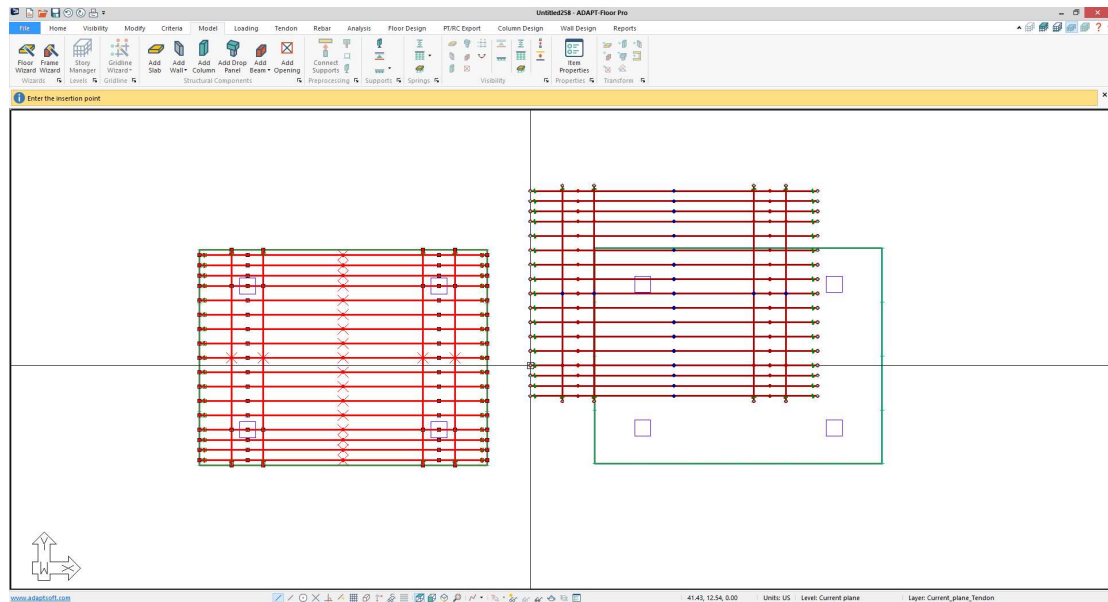 Untitled258 - ADAPT-Floor Pro
File Home Visibility Modify Criteria Model Loading Tendon Rebar Analysis Floor Design PT/RC Export Column Design Wall Design Reports
Floor Wizard Frame Wizard Story Manager Gridline Wizard Add Slab Add Wall Add Column Add Drop Panel Add Beam Add Opening Connect Supports Item Properties
Wizards Levels Gridline Structural Components Preprocessing Supports Springs Visibility Properties Transform
Enter the insertion point
Y
W X
www.adaptsoft.com 41.43, 12.54, 0.00 Units: US Level: Current plane Layer: Current_plane_Tendon